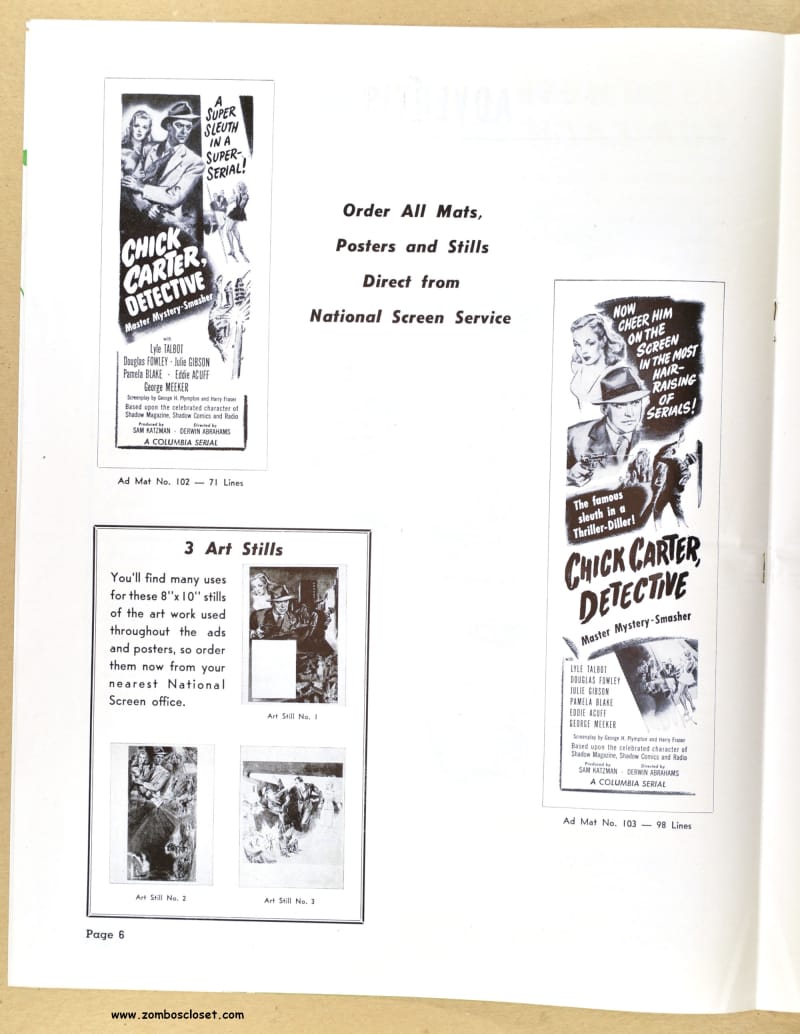 A
SUPER
SLEUTH
IN A
SUPER-
SERIAL!
CHICK
CARTER,
DETECTIVE
Master Mystery-Smasher
with
Lyle TALBOT
Douglas FOWLEY · Julie GIBSON
Pamela BLAKE · Eddie ACUFF
George MEEKER
Screenplay by George H. Plympton and Harry Fraser
Based upon the celebrated character of
Shadow Magazine, Shadow Comics and Radio
Produced by Directed by
SAM KATZMAN · DERWIN ABRAHAMS
A COLUMBIA SERIAL
Ad Mat No. 102 — 71 Lines
Order All Mats,
Posters and Stills
Direct from
National Screen Service
NOW
CHEER HIM
ON THE
SCREEN
IN THE MOST
HAIR-
RAISING
OF
SERIALS!
The famous
sleuth in a
Thriller-Diller!
CHICK CARTER,
DETECTIVE
Master Mystery-Smasher
with
LYLE TALBOT
DOUGLAS FOWLEY
JULIE GIBSON
PAMELA BLAKE
EDDIE ACUFF
GEORGE MEEKER
Screenplay by George H. Plympton and Harry Fraser
Based upon the celebrated character of
Shadow Magazine, Shadow Comics and Radio
Produced by Directed by
SAM KATZMAN · DERWIN ABRAHAMS
A COLUMBIA SERIAL
Ad Mat No. 103 — 98 Lines
3 Art Stills
You'll find many uses
for these 8"x10" stills
of the art work used
throughout the ads
and posters, so order
them now from your
nearest National
Screen office.
Art Still No. 1
Art Still No. 2
Art Still No. 3
Page 6
www.zomboscloset.com